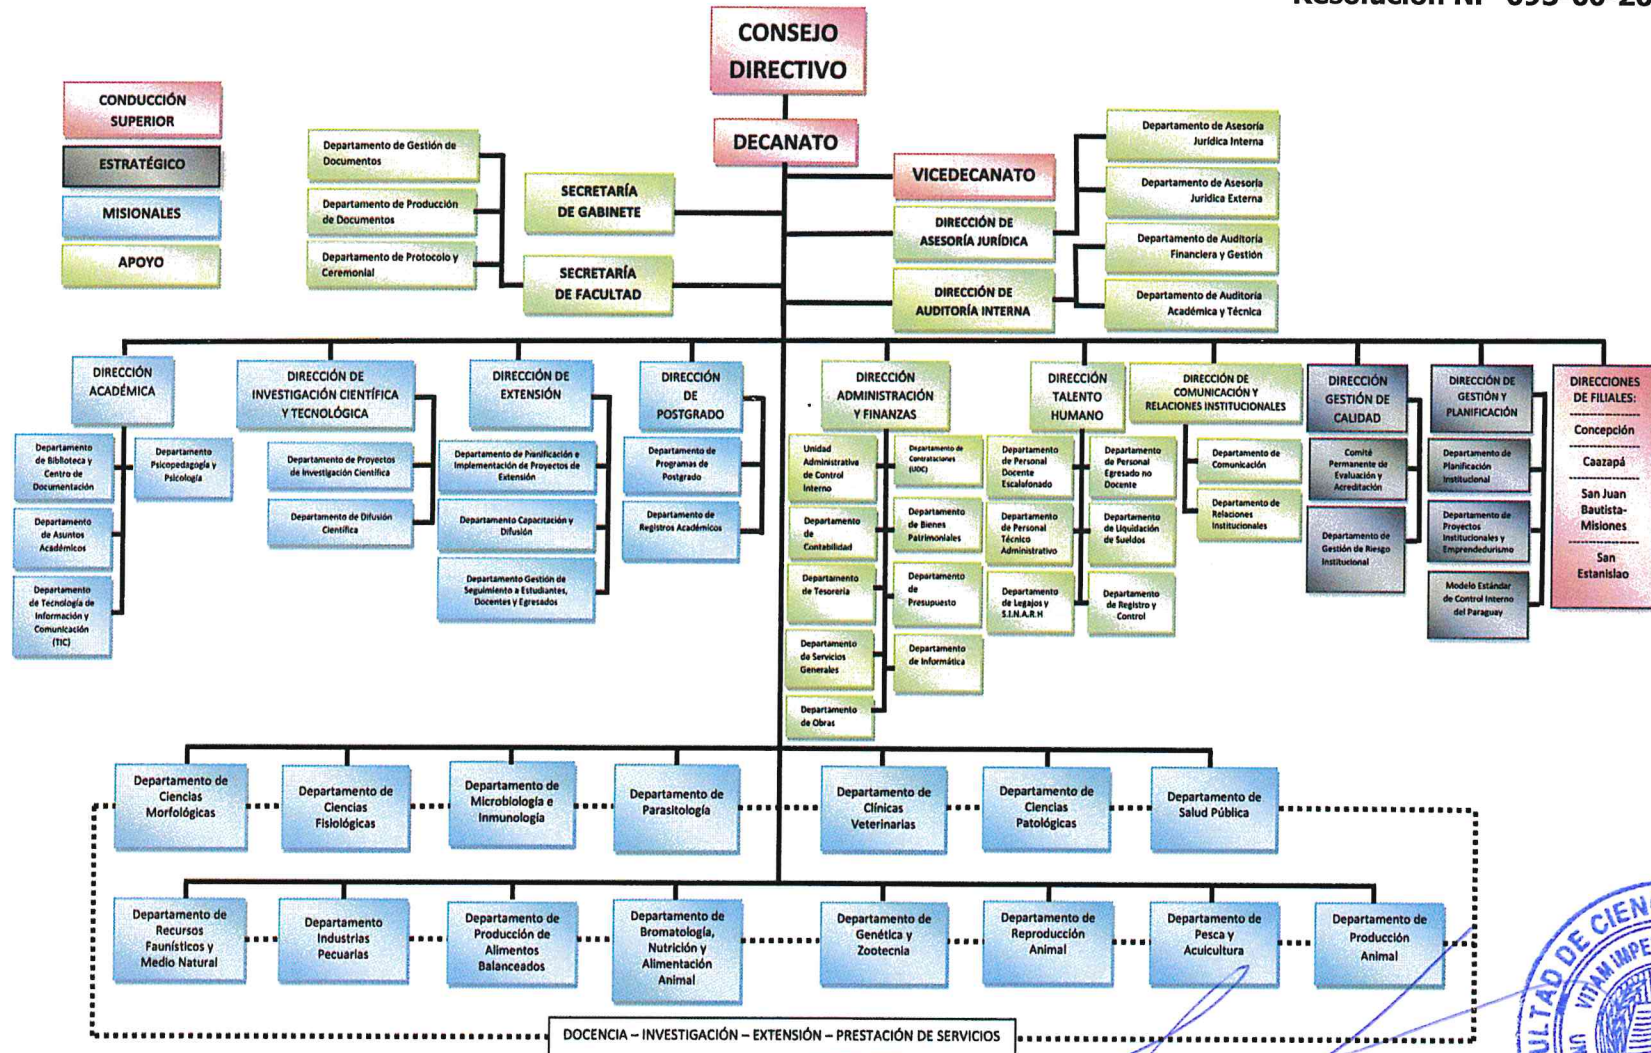 CONSEJO
DIRECTIVO
DECANATO
CONDUCCIÓN
SUPERIOR
ESTRATÉGICO
MISIONALES
APOYO
Departamento de Gestión de
Documentos
Departamento de Producción
de Documentos
Departamento de Protocolo y
Ceremonial
SECRETARÍA
DE GABINETE
SECRETARÍA
DE FACULTAD
VICEDECANATO
DIRECCIÓN DE
ASESORÍA JURÍDICA
DIRECCIÓN DE
AUDITORÍA INTERNA
Departamento de Asesoría
Jurídica Interna
Departamento de Asesoría
Jurídica Externa
Departamento de Auditoría
Financiera y Gestión
Departamento de Auditoría
Académica y Técnica
DIRECCIÓN
ACADÉMICA
Departamento
de Biblioteca y
Centro de
Documentación
Departamento
Psicopedagogía y
Psicología
Departamento
de Asuntos
Académicos
Departamento
de Tecnología de
Información y
Comunicación
(TIC)
DIRECCIÓN DE
INVESTIGACIÓN CIENTÍFICA
Y TECNOLÓGICA
Departamento de Proyectos
de Investigación Científica
Departamento de Difusión
Científica
DIRECCIÓN DE
EXTENSIÓN
Departamento de Planificación e
Implementación de Proyectos de
Extensión
Departamento Capacitación y
Difusión
Departamento Gestión de
Seguimiento a Estudiantes,
Docentes y Egresados
DIRECCIÓN
DE
POSTGRADO
Departamento de
Programas de
Postgrado
Departamento de
Registros Académicos
DIRECCIÓN
ADMINISTRACIÓN
Y FINANZAS
Unidad
Administrativa
de Control
Interno
Departamento
de Contrataciones
(UOC)
Departamento
de
Contabilidad
Departamento
de Bienes
Patrimoniales
Departamento
de Tesorería
Departamento
de
Presupuesto
Departamento
de Servicios
Generales
Departamento
de Informática
Departamento
de Obras
DIRECCIÓN
TALENTO
HUMANO
Departamento
de Personal
Docente
Escalafonado
Departamento
de Personal
Egresado no
Docente
Departamento
de Personal
Técnico
Administrativo
Departamento
de Liquidación
de Sueldos
Departamento
de Legajos y
S.I.N.A.R.H
Departamento
de Registro y
Control
DIRECCIÓN DE
COMUNICACIÓN Y
RELACIONES INSTITUCIONALES
Departamento de
Comunicación
Departamento de
Relaciones
Institucionales
DIRECCIÓN
GESTIÓN DE
CALIDAD
Comité
Permanente de
Evaluación y
Acreditación
Departamento de
Gestión de Riesgo
Institucional
DIRECCIÓN DE
GESTIÓN Y
PLANIFICACIÓN
Departamento de
Planificación
Institucional
Departamento de
Proyectos
Institucionales y
Emprendedurismo
Modelo Estándar
de Control Interno
del Paraguay
DIRECCIONES
DE FILIALES:
Concepción
Caazapá
San Juan
Bautista-
Misiones
San
Estanislao
Departamento de
Ciencias
Morfológicas
Departamento de
Ciencias
Fisiológicas
Departamento de
Microbiología e
Inmunología
Departamento de
Parasitología
Departamento de
Clínicas
Veterinarias
Departamento de
Ciencias
Patológicas
Departamento de
Salud Pública
Departamento de
Recursos
Faunísticos y
Medio Natural
Departamento
Industrias
Pecuarias
Departamento de
Producción de
Alimentos
Balanceados
Departamento de
Bromatología,
Nutrición y
Alimentación
Animal
Departamento de
Genética y
Zootecnia
Departamento de
Reproducción
Animal
Departamento de
Pesca y
Acuicultura
Departamento de
Producción
Animal
DOCENCIA – INVESTIGACIÓN – EXTENSIÓN – PRESTACIÓN DE SERVICIOS